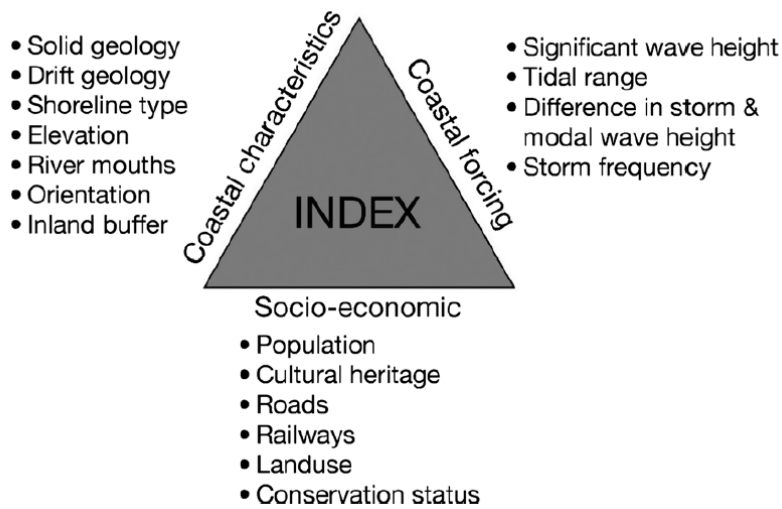 • Solid geology
• Drift geology
• Shoreline type
• Elevation
• River mouths
• Orientation
• Inland buffer
Coastal characteristics
INDEX
Coastal forcing
• Significant wave height
• Tidal range
• Difference in storm &
modal wave height
• Storm frequency
Socio-economic
• Population
• Cultural heritage
• Roads
• Railways
• Landuse
• Conservation status